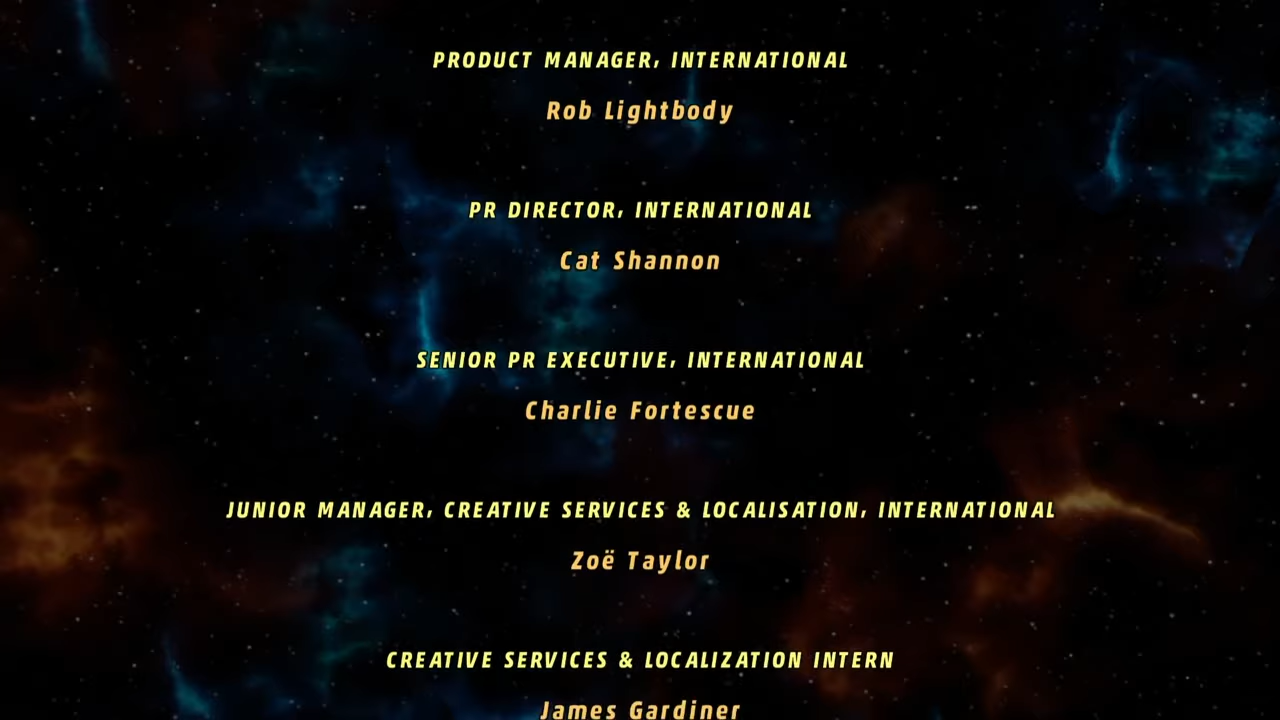 PRODUCT MANAGER, INTERNATIONAL
Rob Lightbody
PR DIRECTOR, INTERNATIONAL
Cat Shannon
SENIOR PR EXECUTIVE, INTERNATIONAL
Charlie Fortescue
JUNIOR MANAGER, CREATIVE SERVICES & LOCALISATION, INTERNATIONAL
Zoë Taylor
CREATIVE SERVICES & LOCALIZATION INTERN
James Gardiner